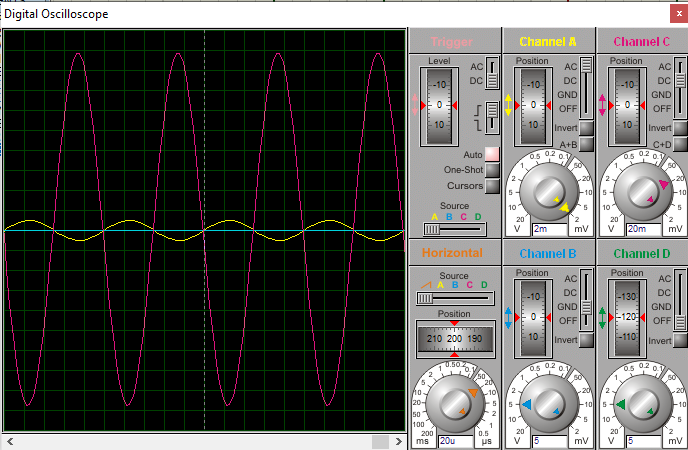 Digital Oscilloscope
x
Trigger
Level
-10
0
10
AC
DC
Auto
One-Shot
Cursors
Source
A B C D
Channel A
Position
-10
0
10
AC
DC
GND
OFF
Invert
A+B
1 0.5 0.2 0.1 50
2 20
5 10
10 5
20 2
V 2m mV
Channel C
Position
-10
0
10
AC
DC
GND
OFF
Invert
C+D
1 0.5 0.2 0.1 50
2 20
5 10
10 5
20 2
V 20m mV
Horizontal
Source
A B C D
Position
210 200 190
1 0.5 0.2 0.1 50
2 20
5 10
10 5
20 2
50 1
100 0.5
200
ms 20u µs
Channel B
Position
-10
0
10
AC
DC
GND
OFF
Invert
1 0.5 0.2 0.1 50
2 20
5 10
10 5
20 2
V 5 mV
Channel D
Position
-130
-120
-110
AC
DC
GND
OFF
Invert
1 0.5 0.2 0.1 50
2 20
5 10
10 5
20 2
V 5 mV